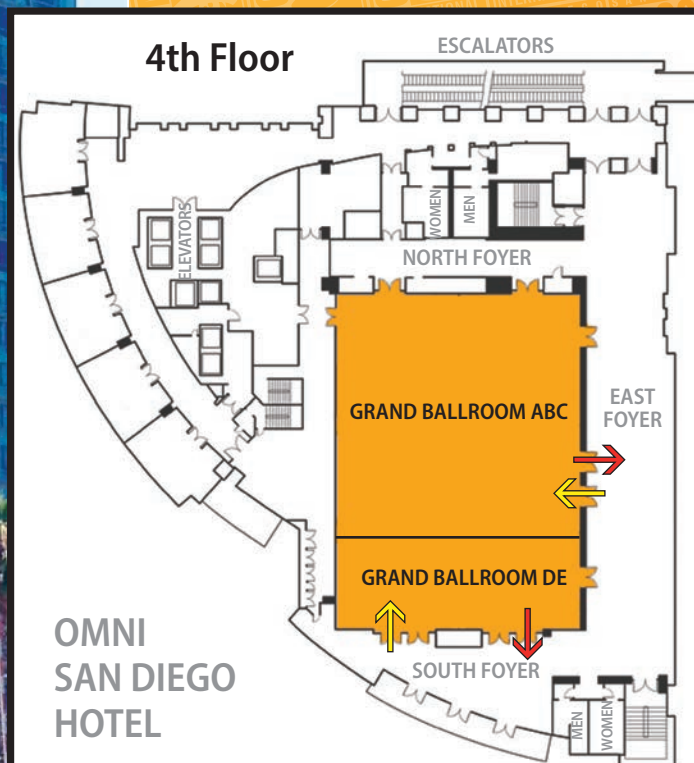 4th Floor
ESCALATORS
ELEVATORS
WOMEN
MEN
NORTH FOYER
GRAND BALLROOM ABC
EAST
FOYER
GRAND BALLROOM DE
SOUTH FOYER
OMNI
SAN DIEGO
HOTEL
MEN
WOMEN